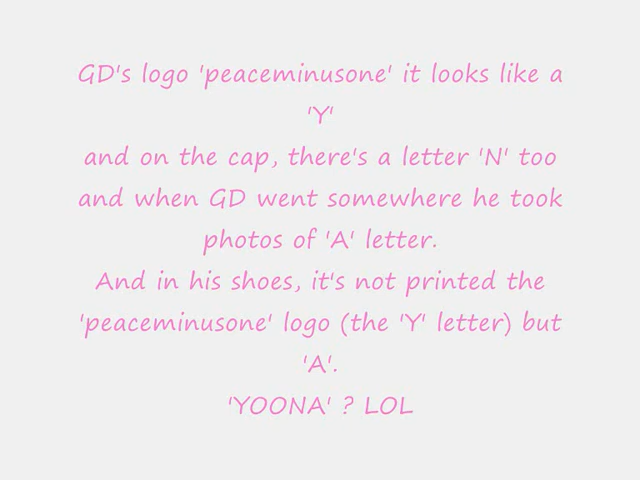 GD's logo 'peaceminusone' it looks like a
'Y'
and on the cap, there's a letter 'N' too
and when GD went somewhere he took
photos of 'A' letter.
And in his shoes, it's not printed the
'peaceminusone' logo (the 'Y' letter) but
'A'.
'YOONA' ? LOL